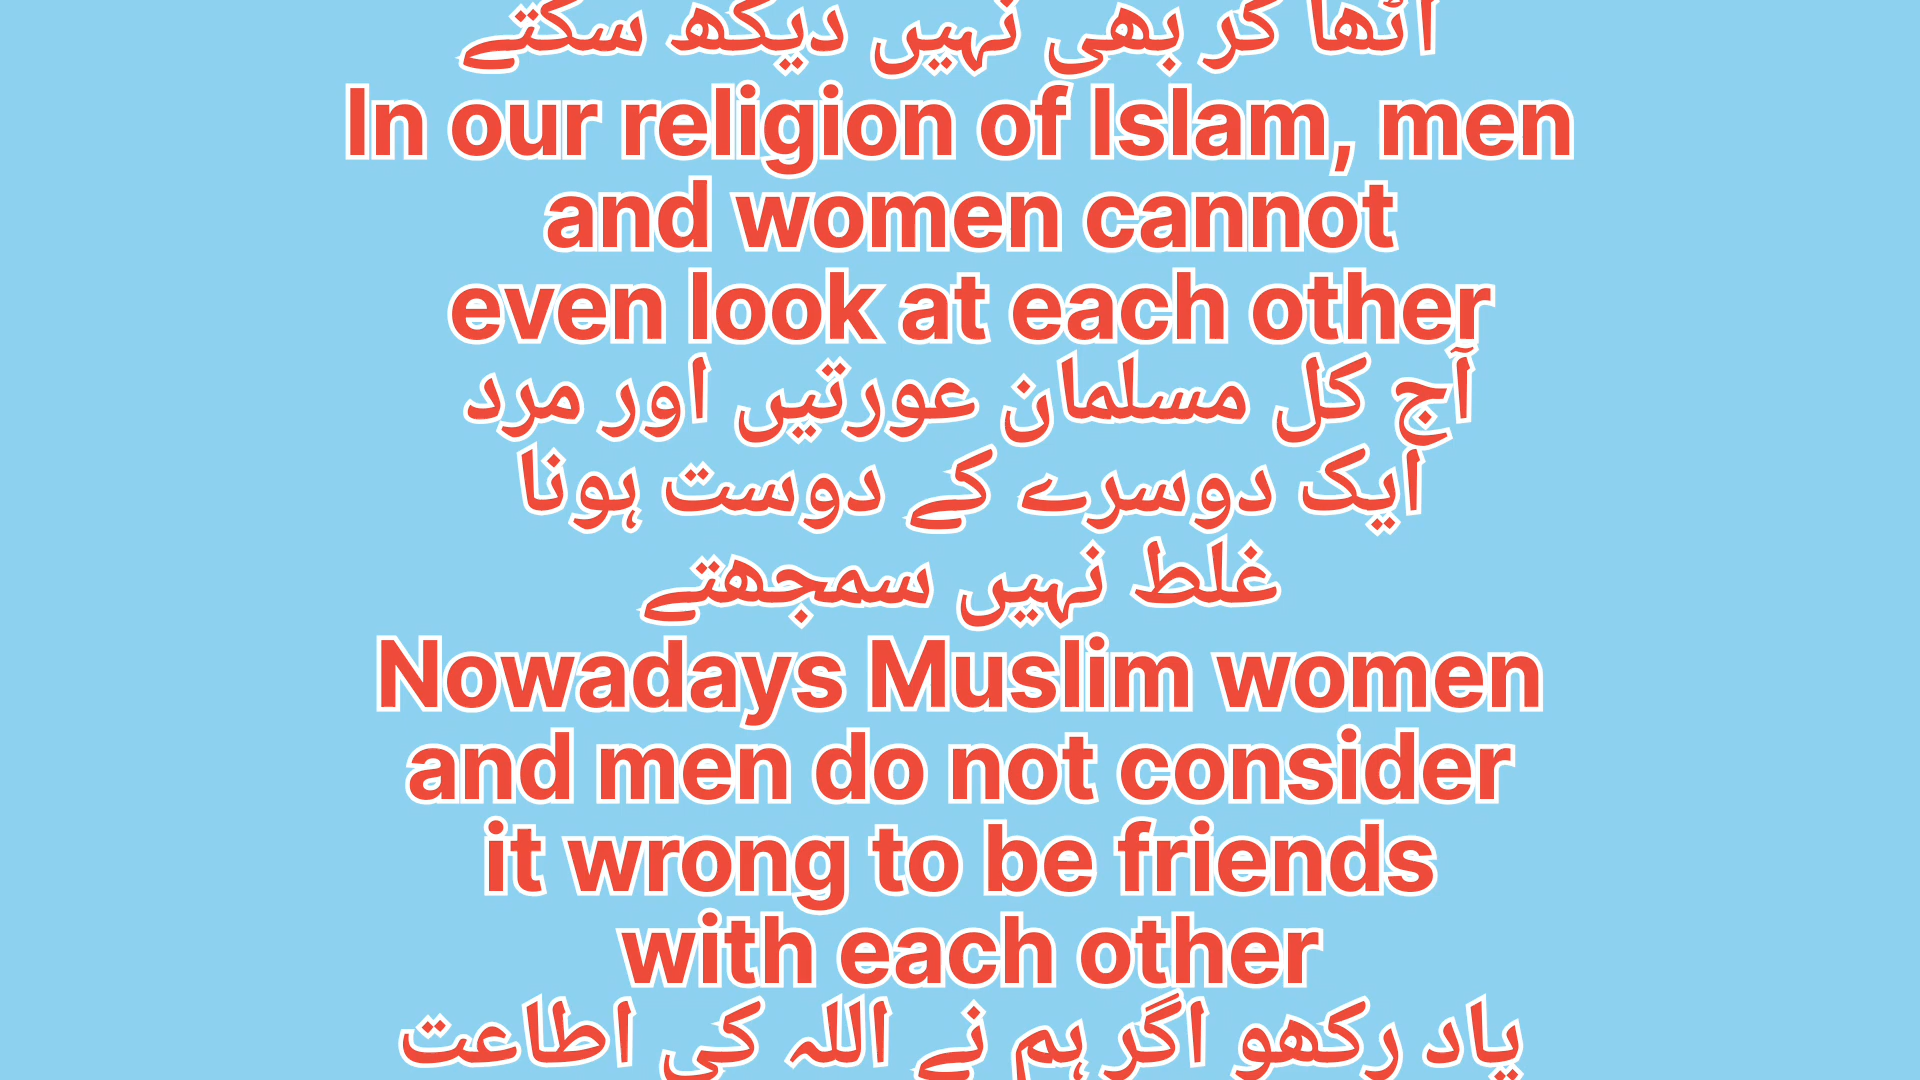 اٹھا کر بھی نہیں دیکھ سکتے
In our religion of Islam, men
and women cannot
even look at each other
آج کل مسلمان عورتیں اور مرد
ایک دوسرے کے دوست ہونا
غلط نہیں سمجھتے
Nowadays Muslim women
and men do not consider
it wrong to be friends
with each other
یاد رکھو اگر ہم نے اللہ کی اطاعت